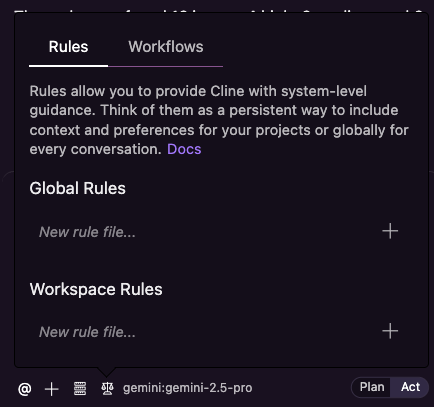 Rules Workflows
Rules allow you to provide Cline with system-level
guidance. Think of them as a persistent way to include
context and preferences for your projects or globally for
every conversation. Docs
Global Rules
New rule file...
Workspace Rules
New rule file...
@ gemini:gemini-2.5-pro Plan Act